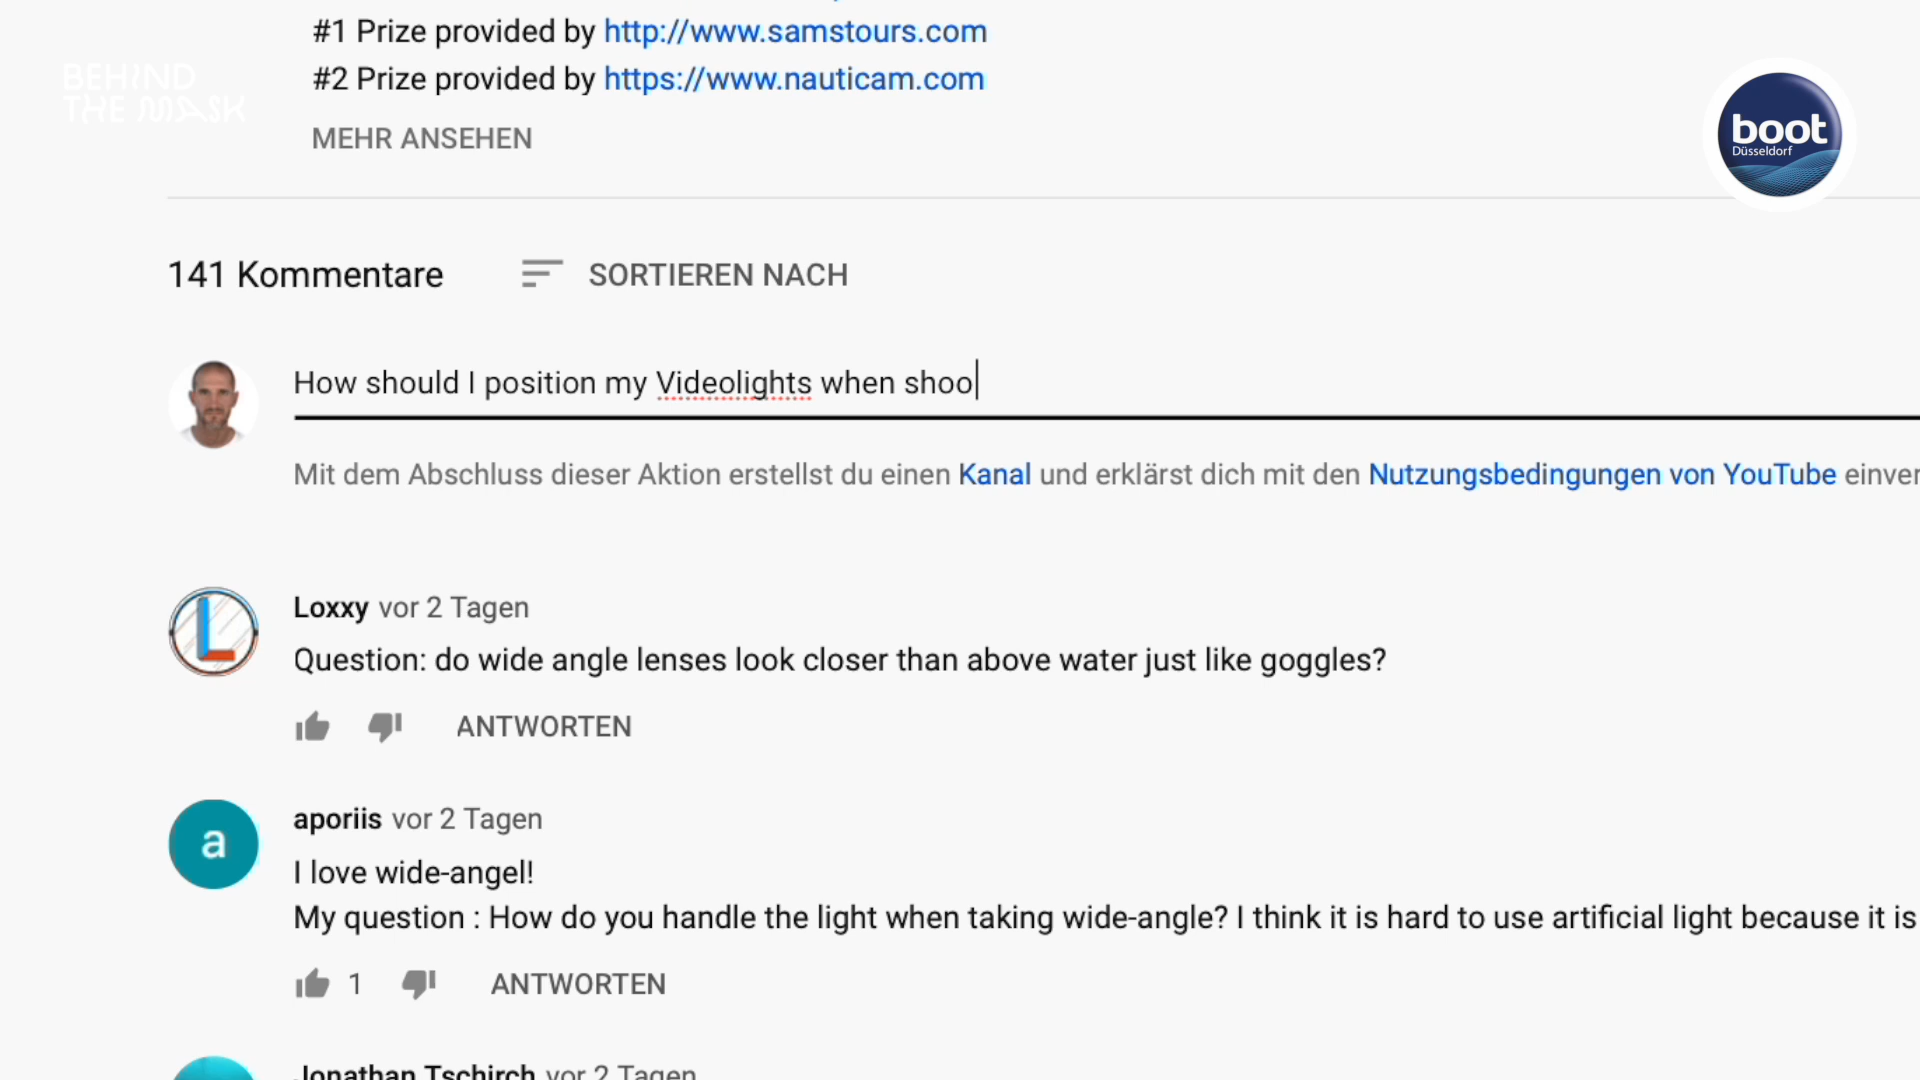 #1 Prize provided by http://www.samstours.com
#2 Prize provided by https://www.nauticam.com
BEHIND
THE MASK
MEHR ANSEHEN
boot
Düsseldorf
141 Kommentare SORTIEREN NACH
How should I position my Videolights when shoo
Mit dem Abschluss dieser Aktion erstellst du einen Kanal und erklärst dich mit den Nutzungsbedingungen von YouTube einver
Loxxy vor 2 Tagen
Question: do wide angle lenses look closer than above water just like goggles?
ANTWORTEN
a
aporiis vor 2 Tagen
I love wide-angel!
My question : How do you handle the light when taking wide-angle? I think it is hard to use artificial light because it is
1 ANTWORTEN
Jonathan Tschirch vor 2 Tagen